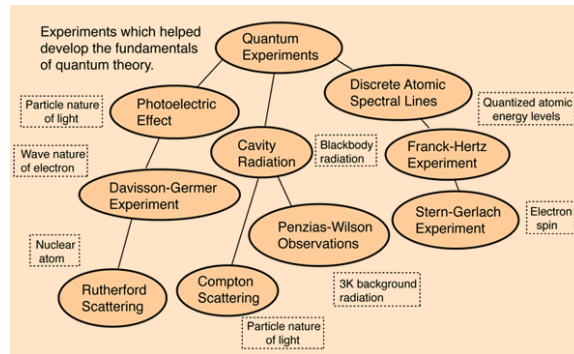 Experiments which helped
develop the fundamentals
of quantum theory.
Quantum
Experiments
Particle nature
of light
Photoelectric
Effect
Discrete Atomic
Spectral Lines
Quantized atomic
energy levels
Wave nature
of electron
Cavity
Radiation
Blackbody
radiation
Franck-Hertz
Experiment
Davisson-Germer
Experiment
Penzias-Wilson
Observations
Stern-Gerlach
Experiment
Electron
spin
Nuclear
atom
Rutherford
Scattering
Compton
Scattering
3K background
radiation
Particle nature
of light